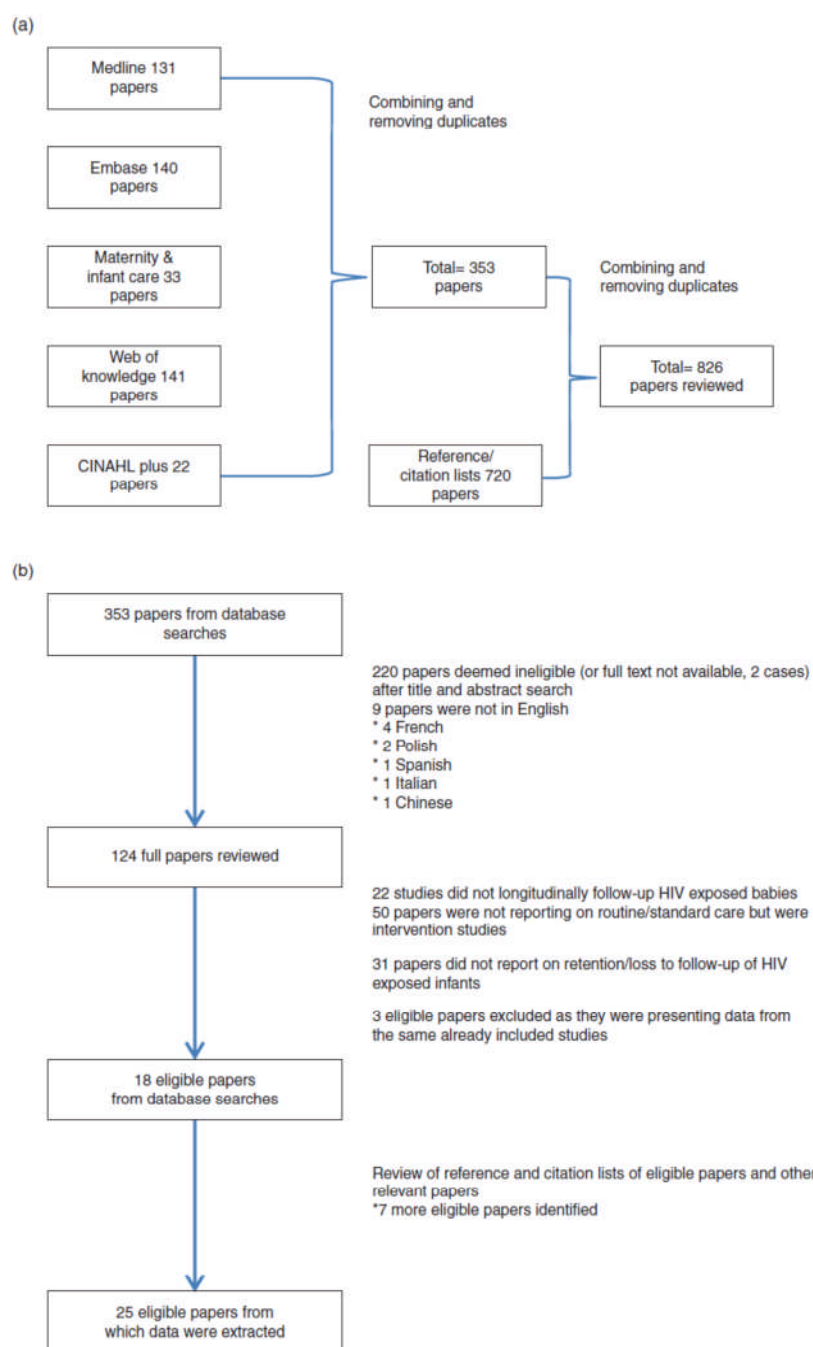 (a)
Medline 131
papers
Combining and
removing duplicates
Embase 140
papers
Maternity &
infant care 33
papers
Total= 353
papers
Combining and
removing duplicates
Web of
knowledge 141
papers
Total= 826
papers reviewed
CINAHL plus 22
papers
Reference/
citation lists 720
papers
(b)
353 papers from database
searches
220 papers deemed ineligible (or full text not available, 2 cases)
after title and abstract search
9 papers were not in English
* 4 French
* 2 Polish
* 1 Spanish
* 1 Italian
* 1 Chinese
124 full papers reviewed
22 studies did not longitudinally follow-up HIV exposed babies
50 papers were not reporting on routine/standard care but were
intervention studies
31 papers did not report on retention/loss to follow-up of HIV
exposed infants
3 eligible papers excluded as they were presenting data from
the same already included studies
18 eligible papers
from database searches
Review of reference and citation lists of eligible papers and other
relevant papers
*7 more eligible papers identified
25 eligible papers from
which data were extracted